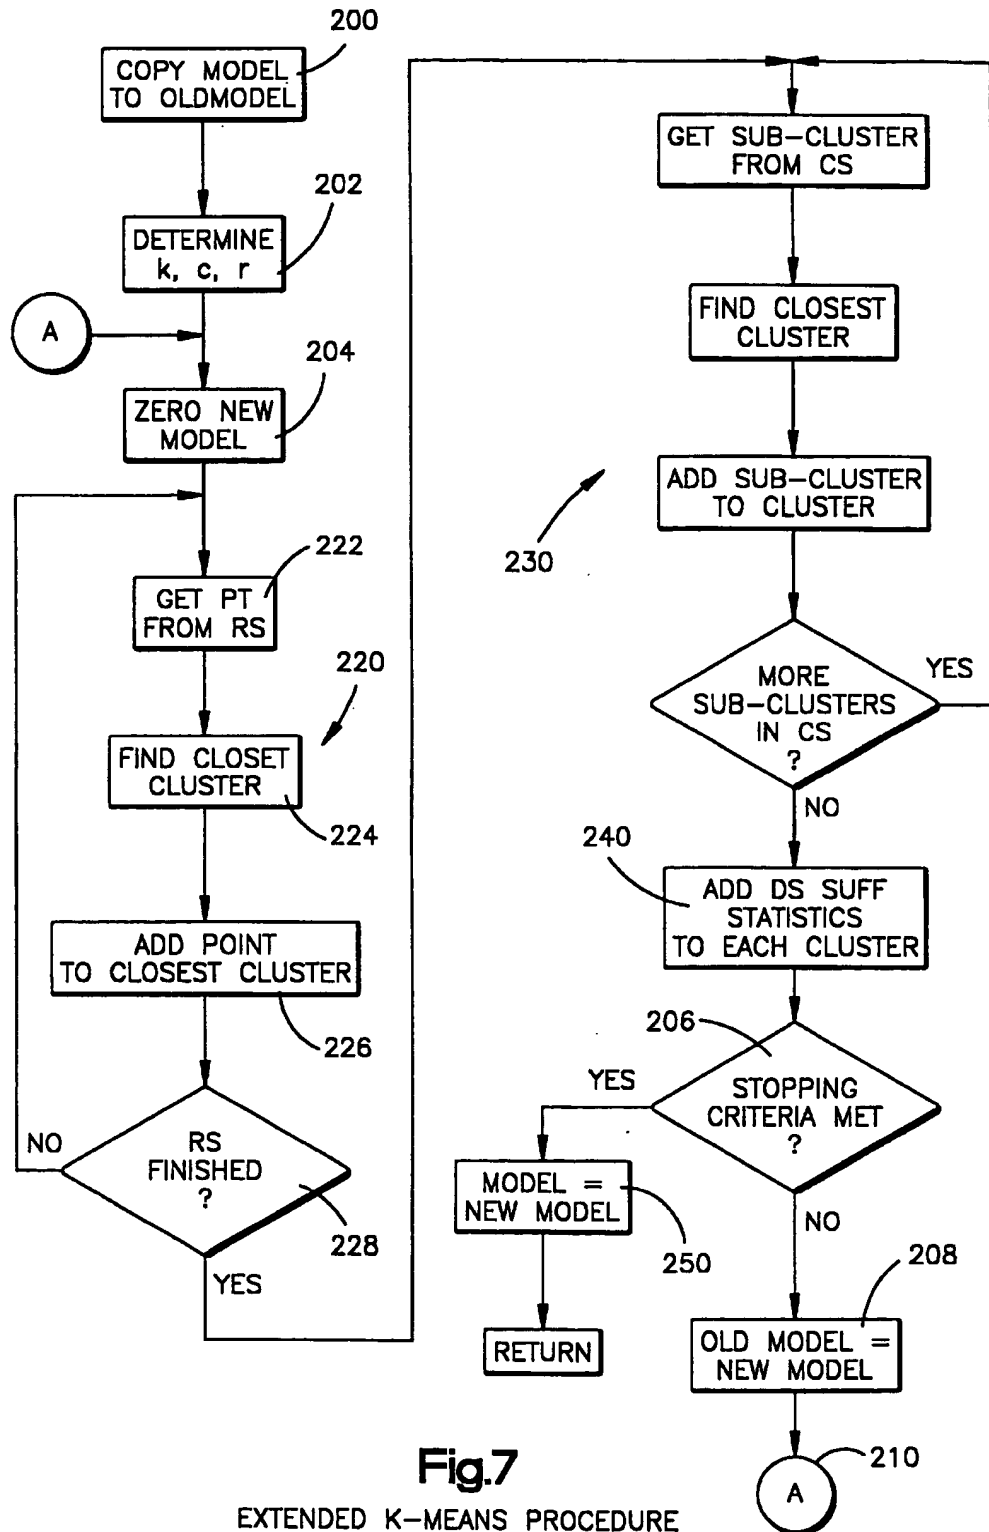 200
COPY MODEL
TO OLDMODEL
202
DETERMINE
k, c, r
A
204
ZERO NEW
MODEL
222
GET PT
FROM RS
220
FIND CLOSET
CLUSTER
224
ADD POINT
TO CLOSEST CLUSTER
226
RS
FINISHED
?
NO
228
YES
GET SUB-CLUSTER
FROM CS
FIND CLOSEST
CLUSTER
ADD SUB-CLUSTER
TO CLUSTER
230
MORE
SUB-CLUSTERS
IN CS
?
YES
NO
240
ADD DS SUFF
STATISTICS
TO EACH CLUSTER
206
STOPPING
CRITERIA MET
?
YES
MODEL =
NEW MODEL
250
RETURN
NO
208
OLD MODEL =
NEW MODEL
210
A
Fig.7
EXTENDED K-MEANS PROCEDURE